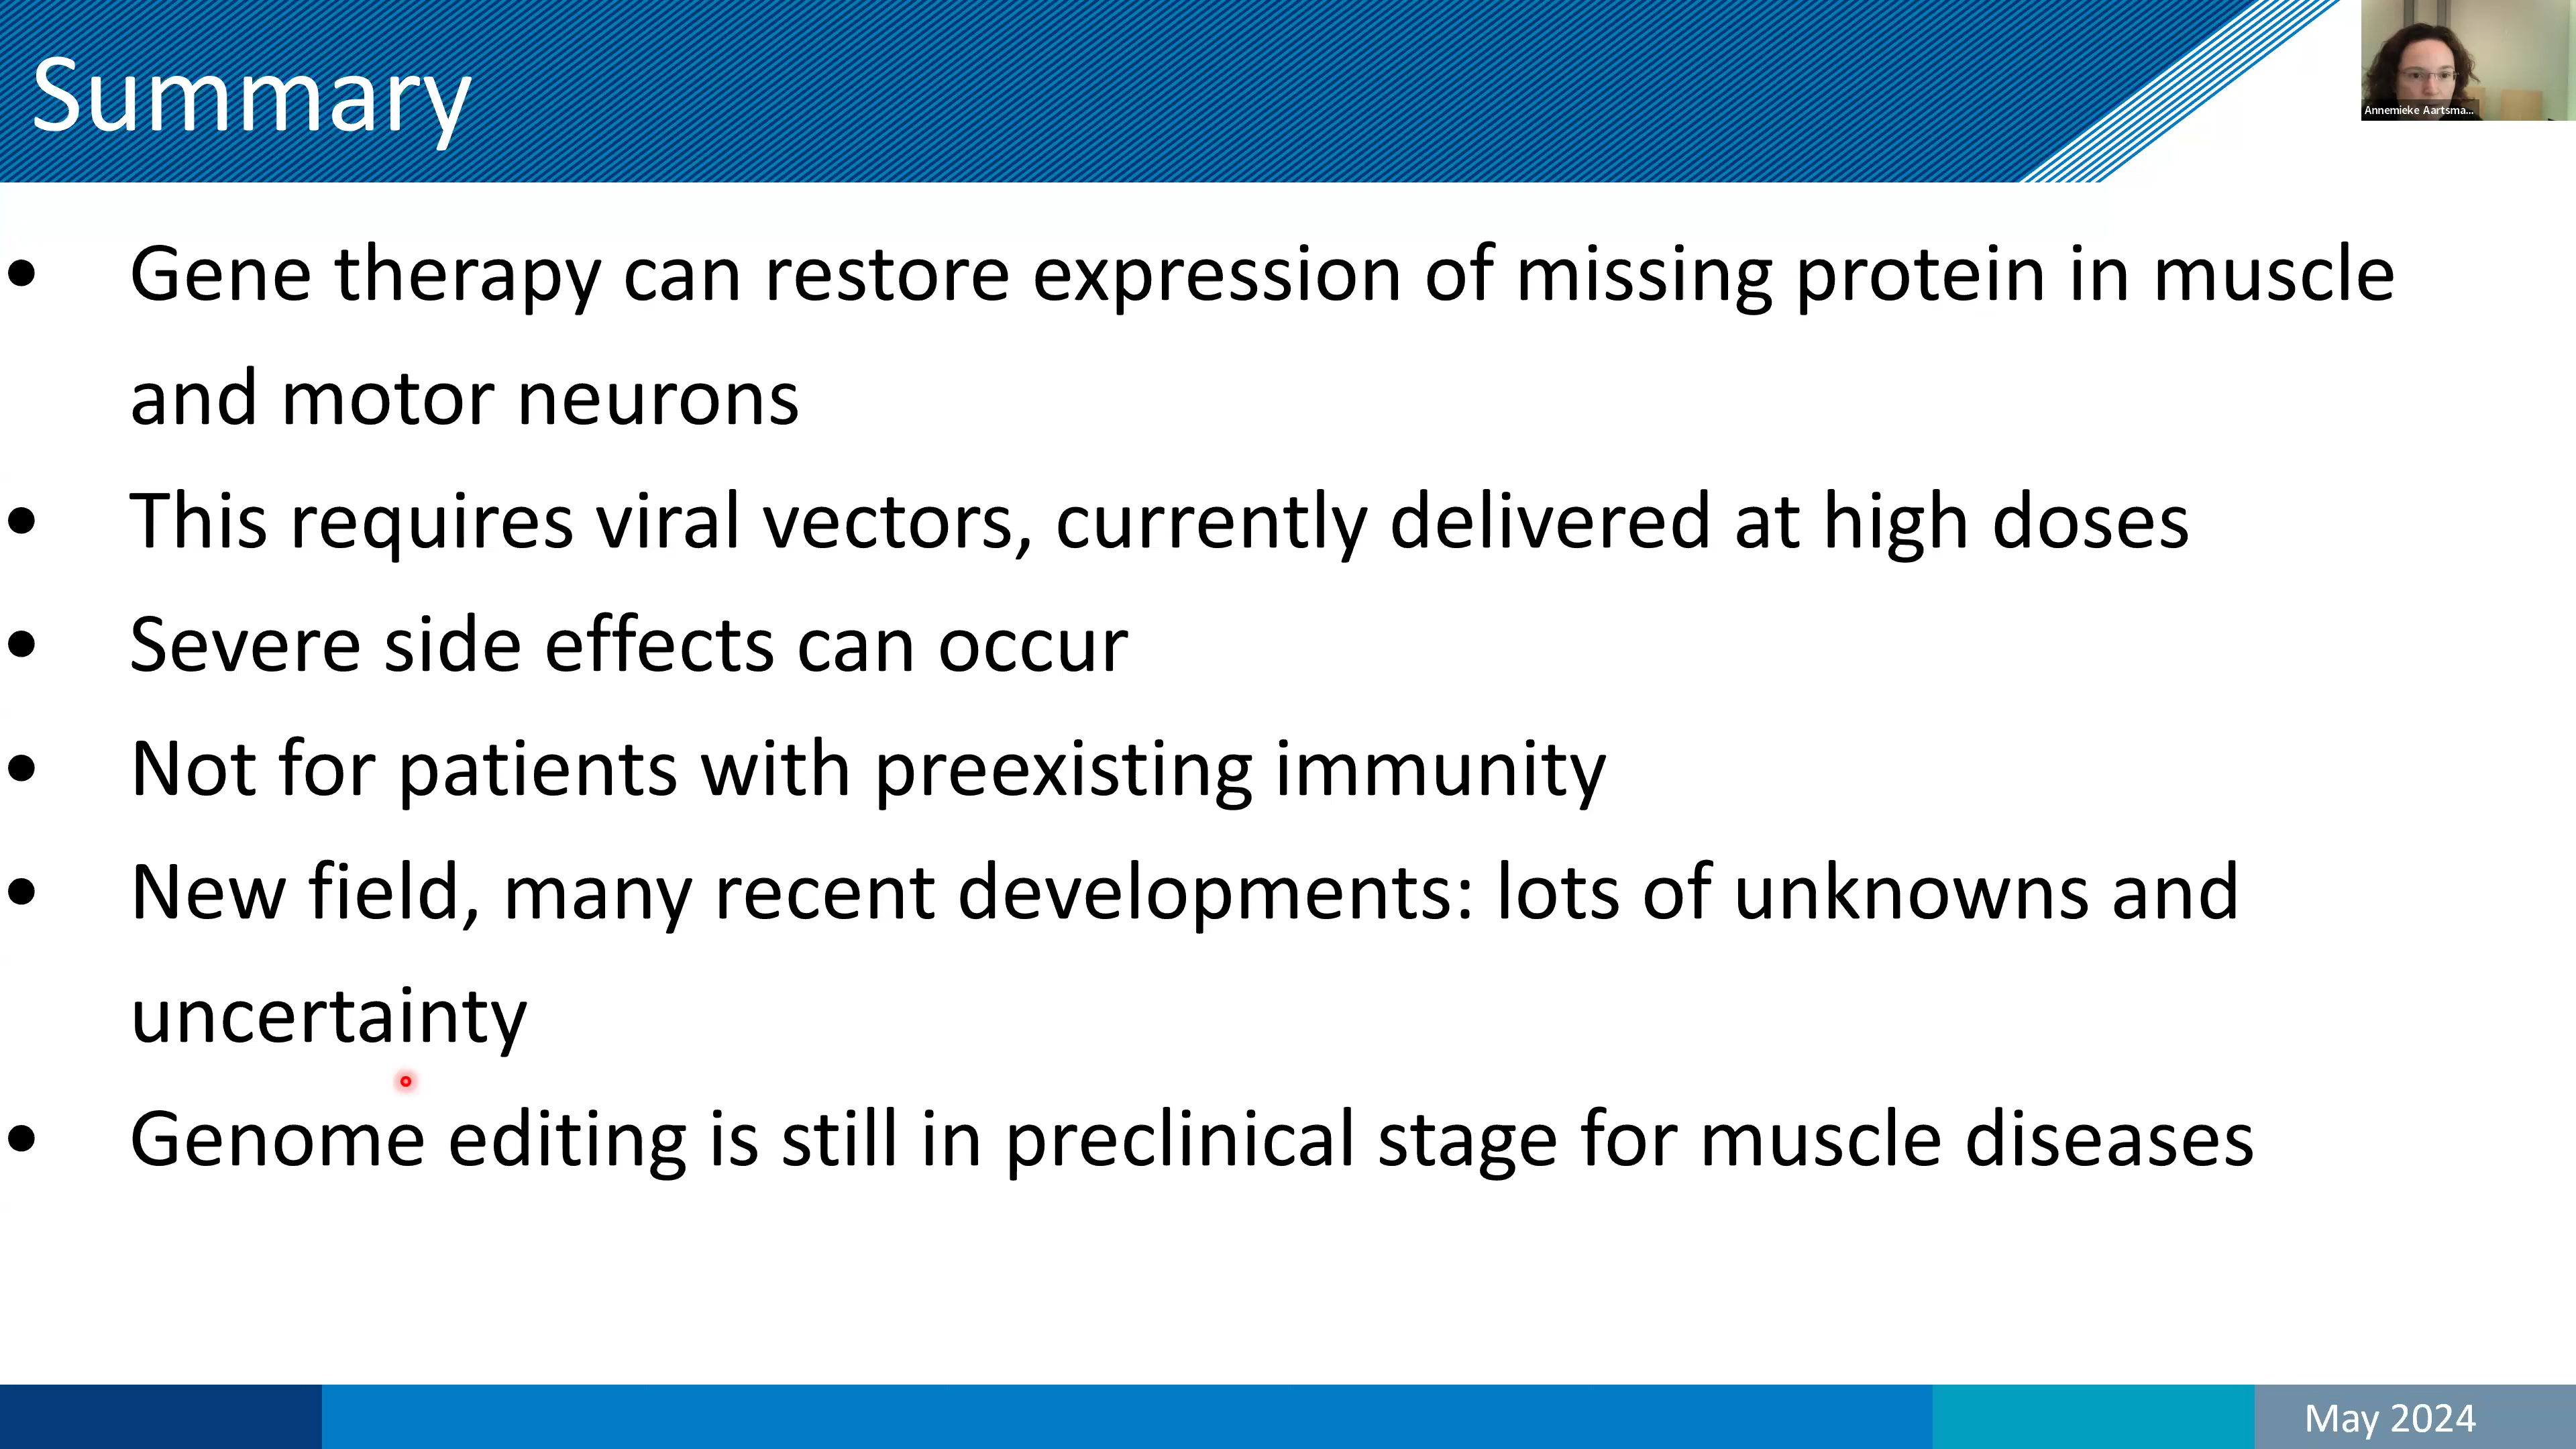 Summary
Annemieke Aartsma...
• Gene therapy can restore expression of missing protein in muscle
and motor neurons
• This requires viral vectors, currently delivered at high doses
• Severe side effects can occur
• Not for patients with preexisting immunity
• New field, many recent developments: lots of unknowns and
uncertainty
• Genome editing is still in preclinical stage for muscle diseases
May 2024